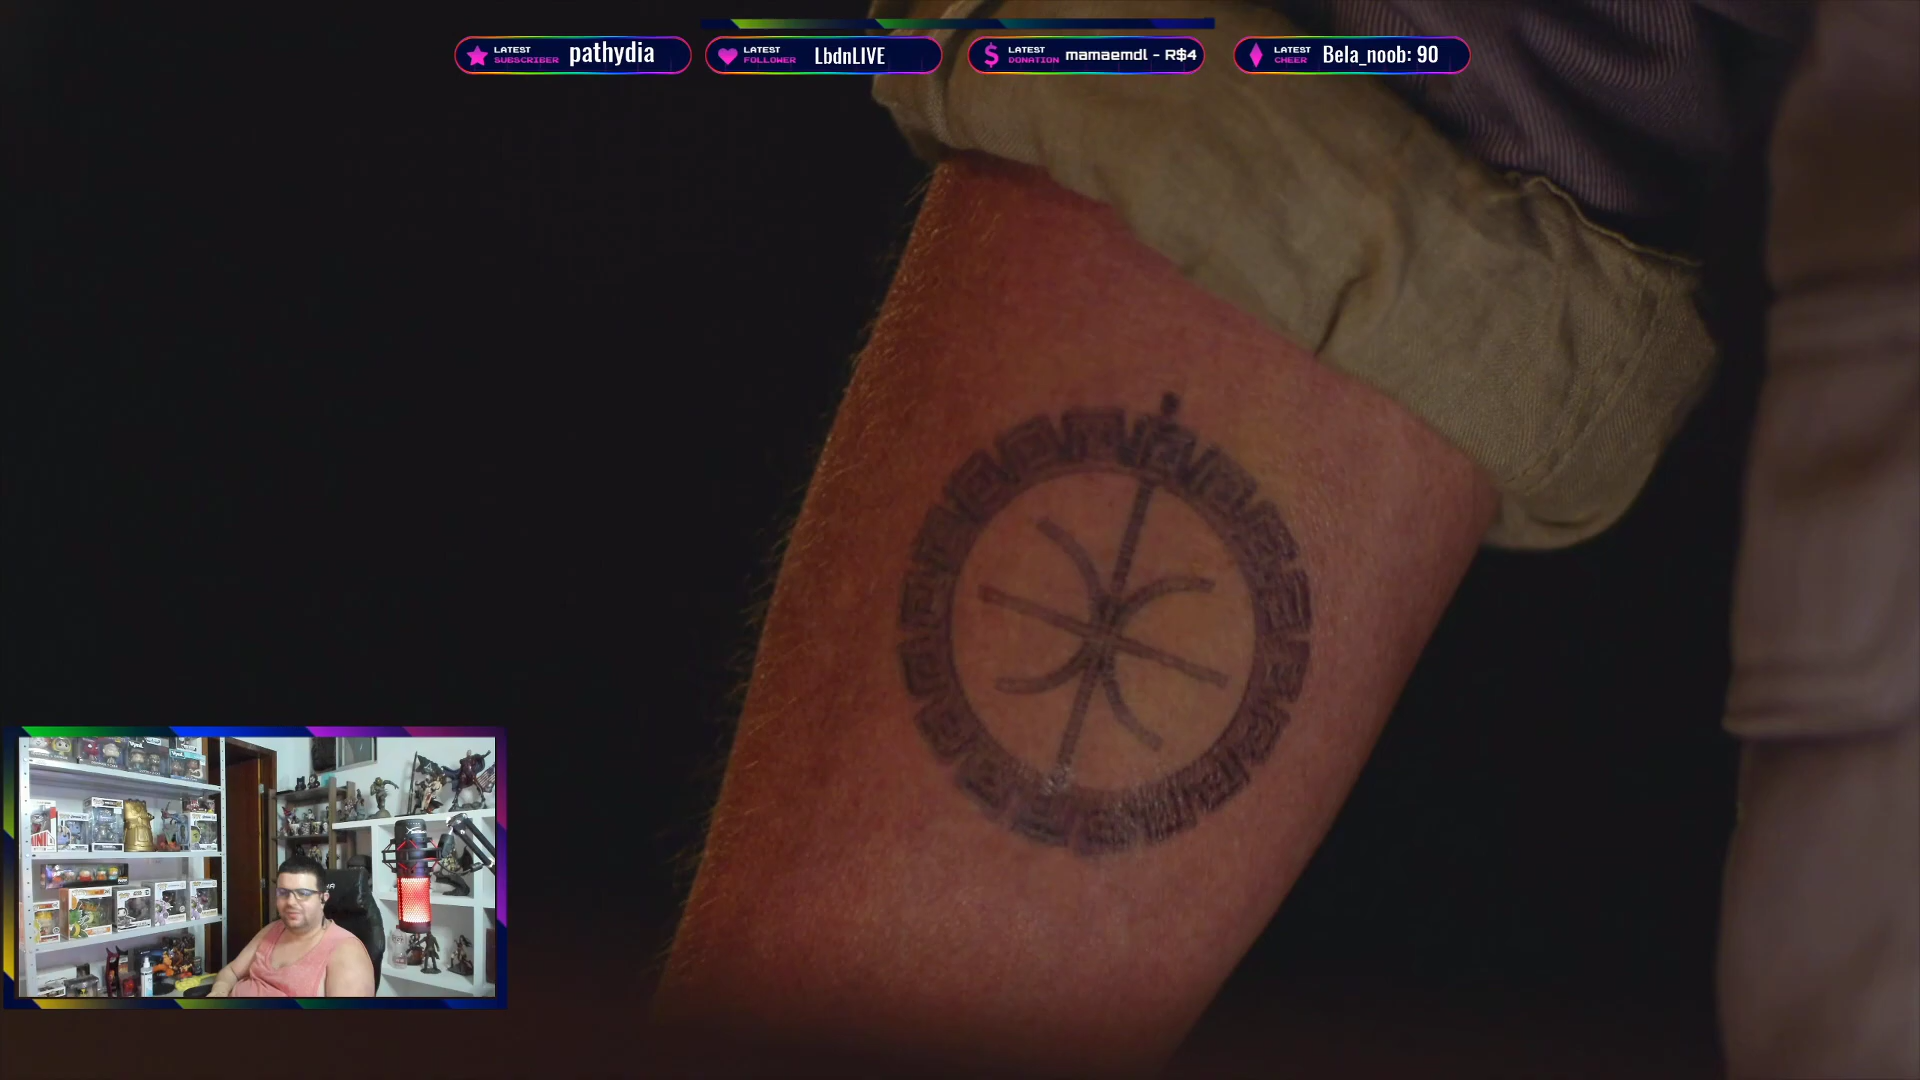 LATEST SUBSCRIBER pathydia
LATEST FOLLOWER LbdnLIVE
LATEST DONATION mamaemdl - R$4
LATEST CHEER Bela_noob: 90